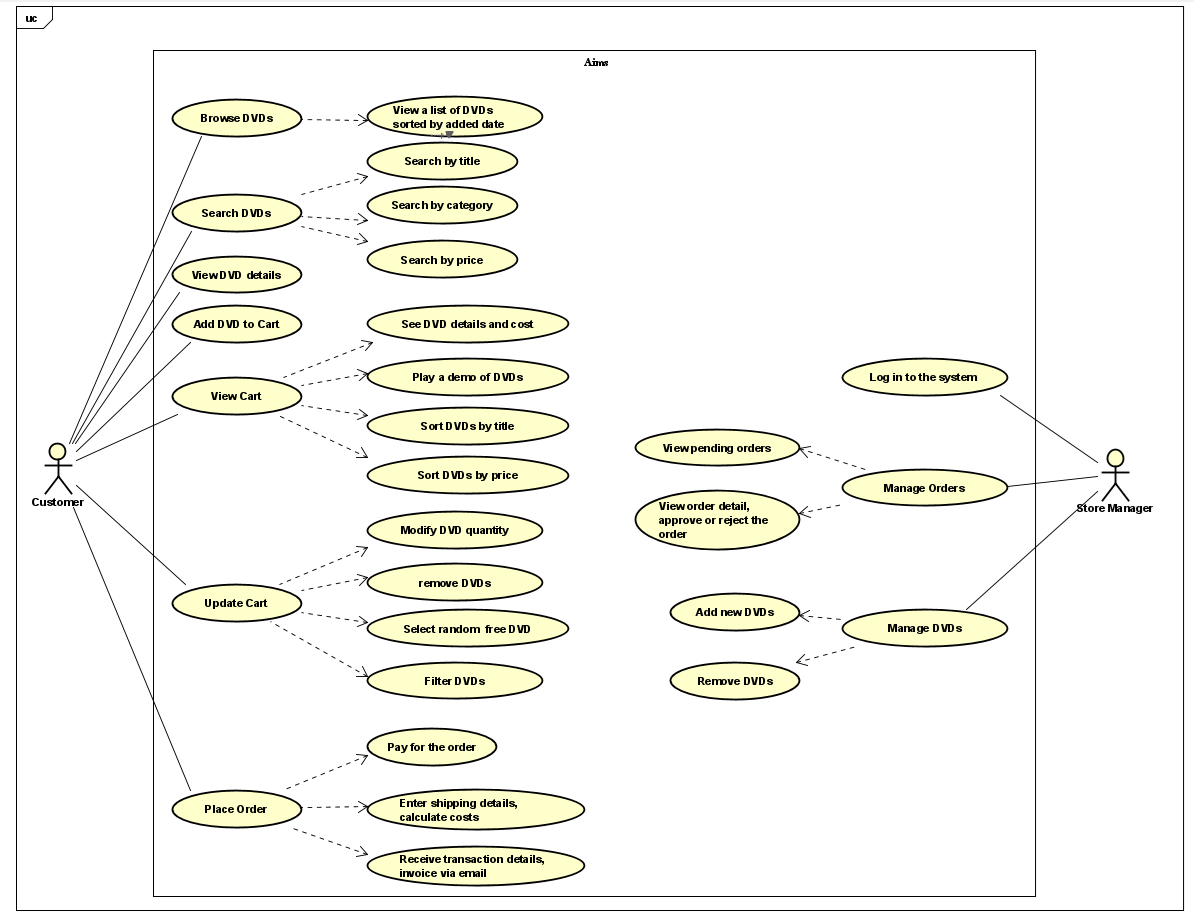 uc
Aims
Browse DVDs
View a list of DVDs
sorted by added date
Search by title
Search DVDs
Search by category
Search by price
View DVD details
Add DVD to Cart
See DVD details and cost
Play a demo of DVDs
View Cart
Sort DVDs by title
Sort DVDs by price
Customer
Modify DVD quantity
remove DVDs
Update Cart
Select random free DVD
Filter DVDs
Pay for the order
Place Order
Enter shipping details,
calculate costs
Receive transaction details,
invoice via email
Log in to the system
View pending orders
Manage Orders
View order detail,
approve or reject the
order
Store Manager
Add new DVDs
Manage DVDs
Remove DVDs